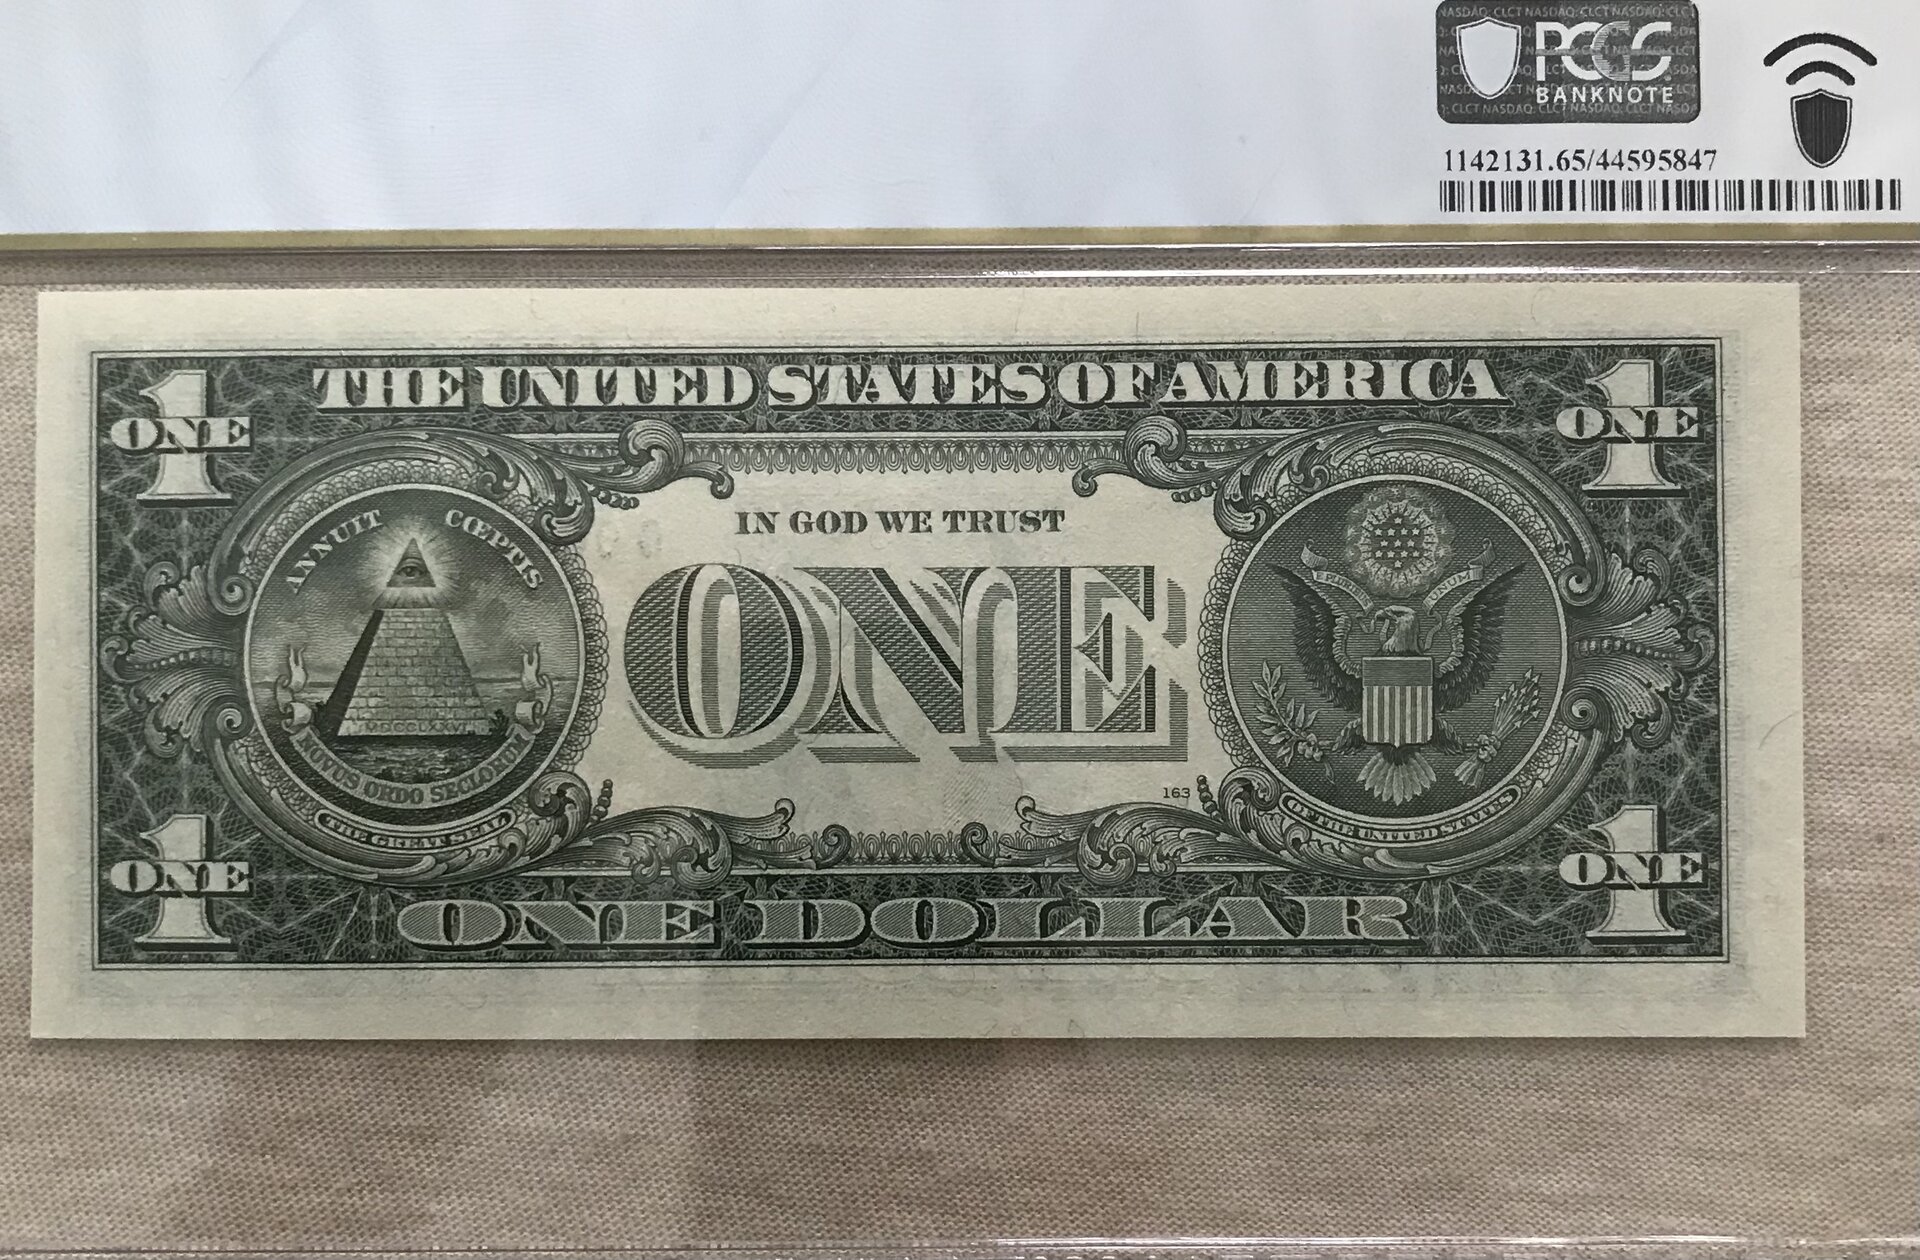 PCGS
BANKNOTE
1142131.65/44595847
THE UNITED STATES OF AMERICA
1
ONE
1
ONE
ANNUIT CŒPTIS
IN GOD WE TRUST
E PLURIBUS UNUM
ONE
MDCCLXXVI
NOVUS ORDO SECLORUM
163
THE GREAT SEAL
OF THE UNITED STATES
1
ONE
1
ONE
ONE DOLLAR